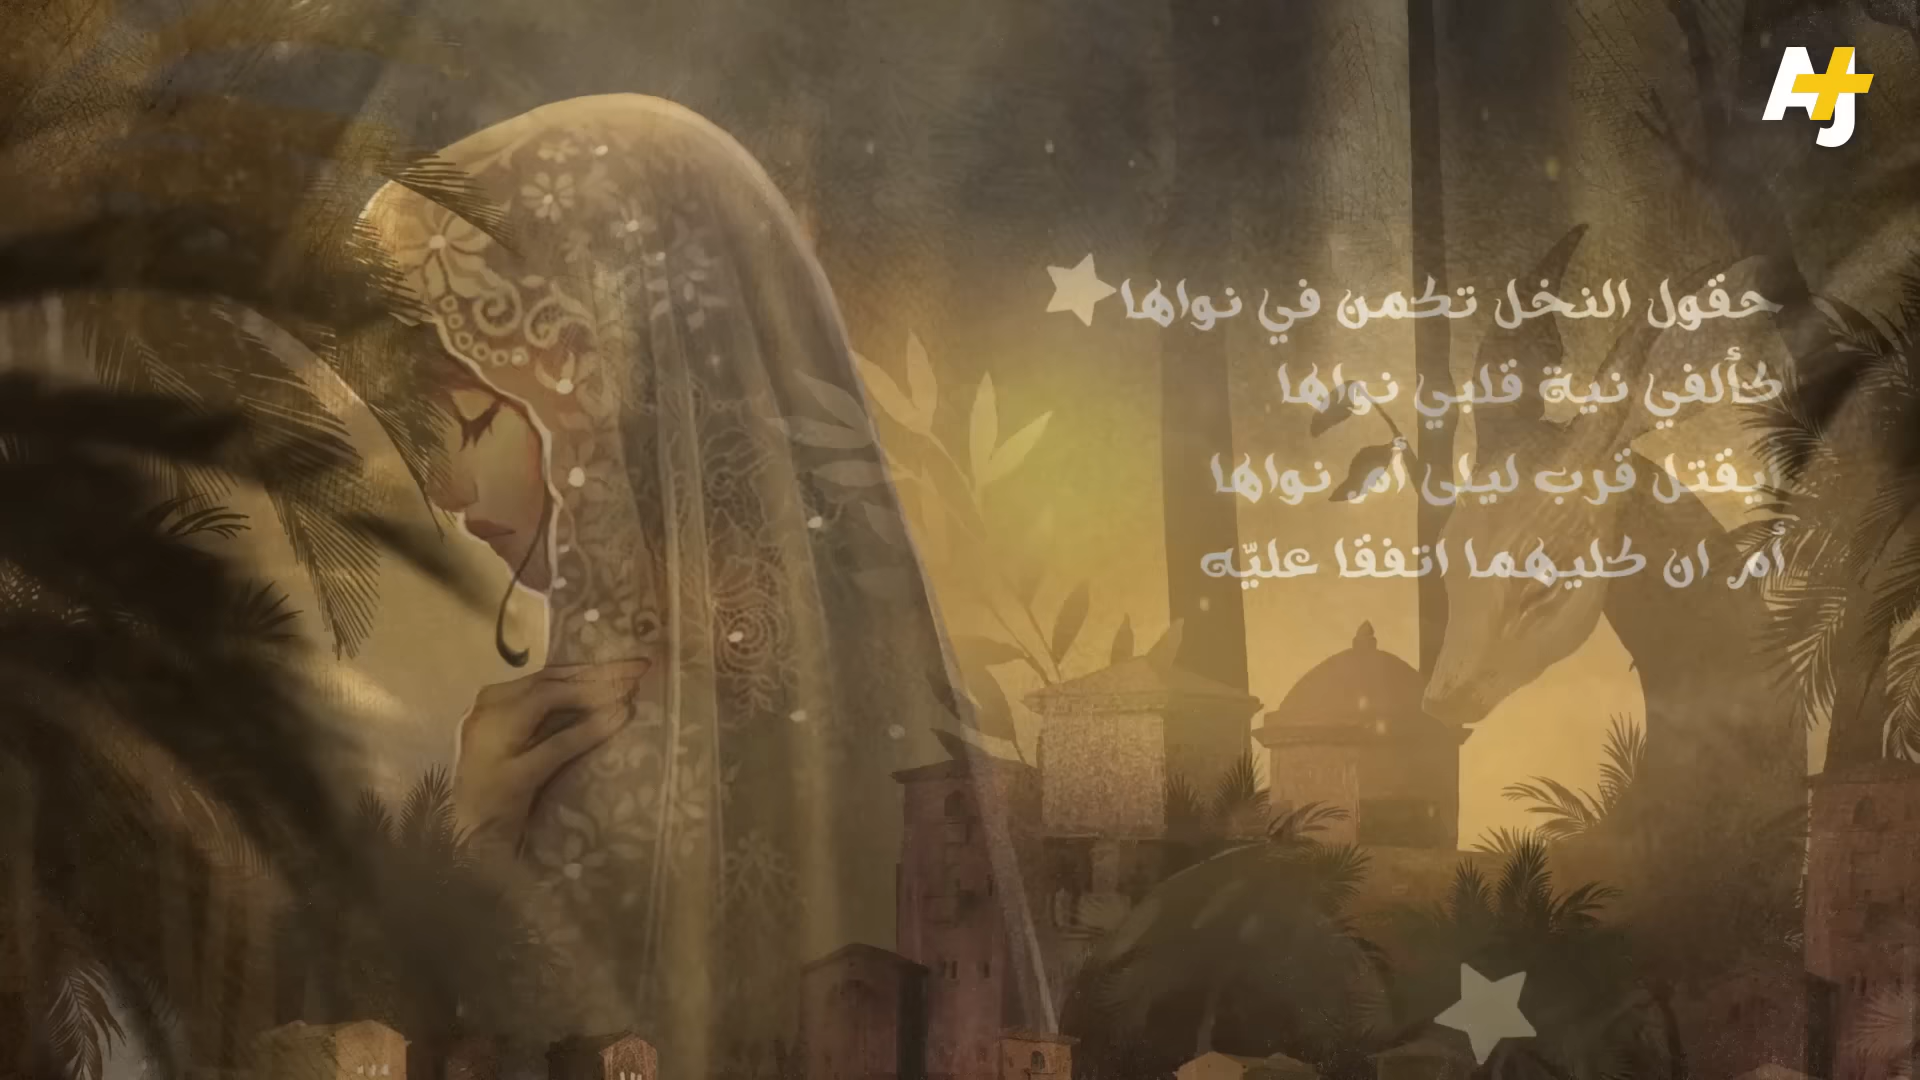 حقول النخل تكمن في نواها
كألفي نية قلبي نواها
أيقتل قرب ليلى أم نواها
أم ان كليهما اتفقا عليّه
AJ+